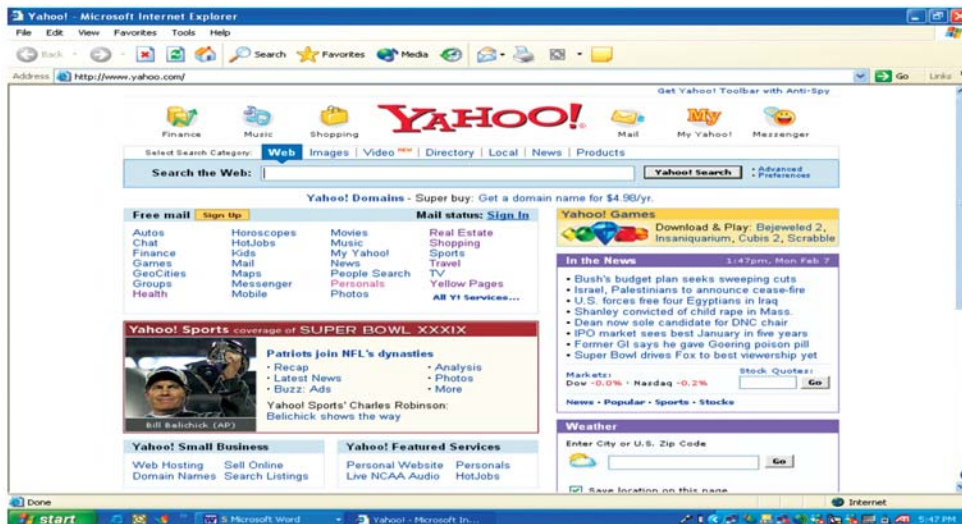 Yahoo! - Microsoft Internet Explorer
File Edit View Favorites Tools Help
Back Search Favorites Media
Address http://www.yahoo.com/ Go Links
Get Yahoo! Toolbar with Anti-Spy
Finance Music Shopping YAHOO! Mail My Yahoo! Messenger
My
Select Search Category: Web Images | Video NEW | Directory | Local | News | Products
Search the Web: Yahoo! Search • Advanced
• Preferences
Yahoo! Domains - Super buy: Get a domain name for $4.98/yr.
Free mail Sign Up Mail status: Sign In
Autos Horoscopes Movies Real Estate
Chat HotJobs Music Shopping
Finance Kids My Yahoo! Sports
Games Mail News Travel
GeoCities Maps People Search TV
Groups Messenger Personals Yellow Pages
Health Mobile Photos All Y! Services...
Yahoo! Sports coverage of SUPER BOWL XXXIX
Patriots join NFL's dynasties
• Recap • Analysis
• Latest News • Photos
• Buzz: Ads • More
Yahoo! Sports' Charles Robinson:
Belichick shows the way
Bill Belichick (AP)
Yahoo! Small Business
Web Hosting Sell Online
Domain Names Search Listings
Yahoo! Featured Services
Personal Website Personals
Live NCAA Audio HotJobs
Yahoo! Games
Download & Play: Bejeweled 2,
Insaniquarium, Cubis 2, Scrabble
In the News 1:47pm, Mon Feb 7
• Bush's budget plan seeks sweeping cuts
• Israel, Palestinians to announce cease-fire
• U.S. forces free four Egyptians in Iraq
• Shanley convicted of child rape in Mass.
• Dean now sole candidate for DNC chair
• IPO market sees best January in five years
• Former GI says he gave Goering poison pill
• Super Bowl drives Fox to best viewership yet
Markets: Stock Quotes:
Dow -0.0% • Nasdaq -0.2% Go
News • Popular • Sports • Stocks
Weather
Enter City or U.S. Zip Code
Go
Save location on this page
Done Internet
start 5 Microsoft Word Yahoo! - Microsoft In... 5:47 PM